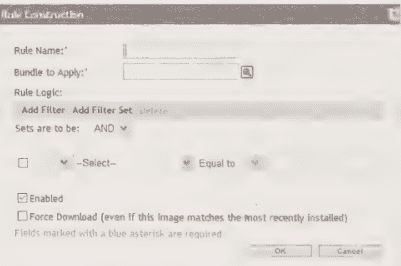 Rule Construction
Rule Name:*
Bundle to Apply:*
Rule Logic:
Add Filter Add Filter Set Delete
Sets are to be: AND
--Select-- Equal to
Enabled
Force Download (even if this image matches the most recently installed)
Fields marked with a blue asterisk are required
OK Cancel